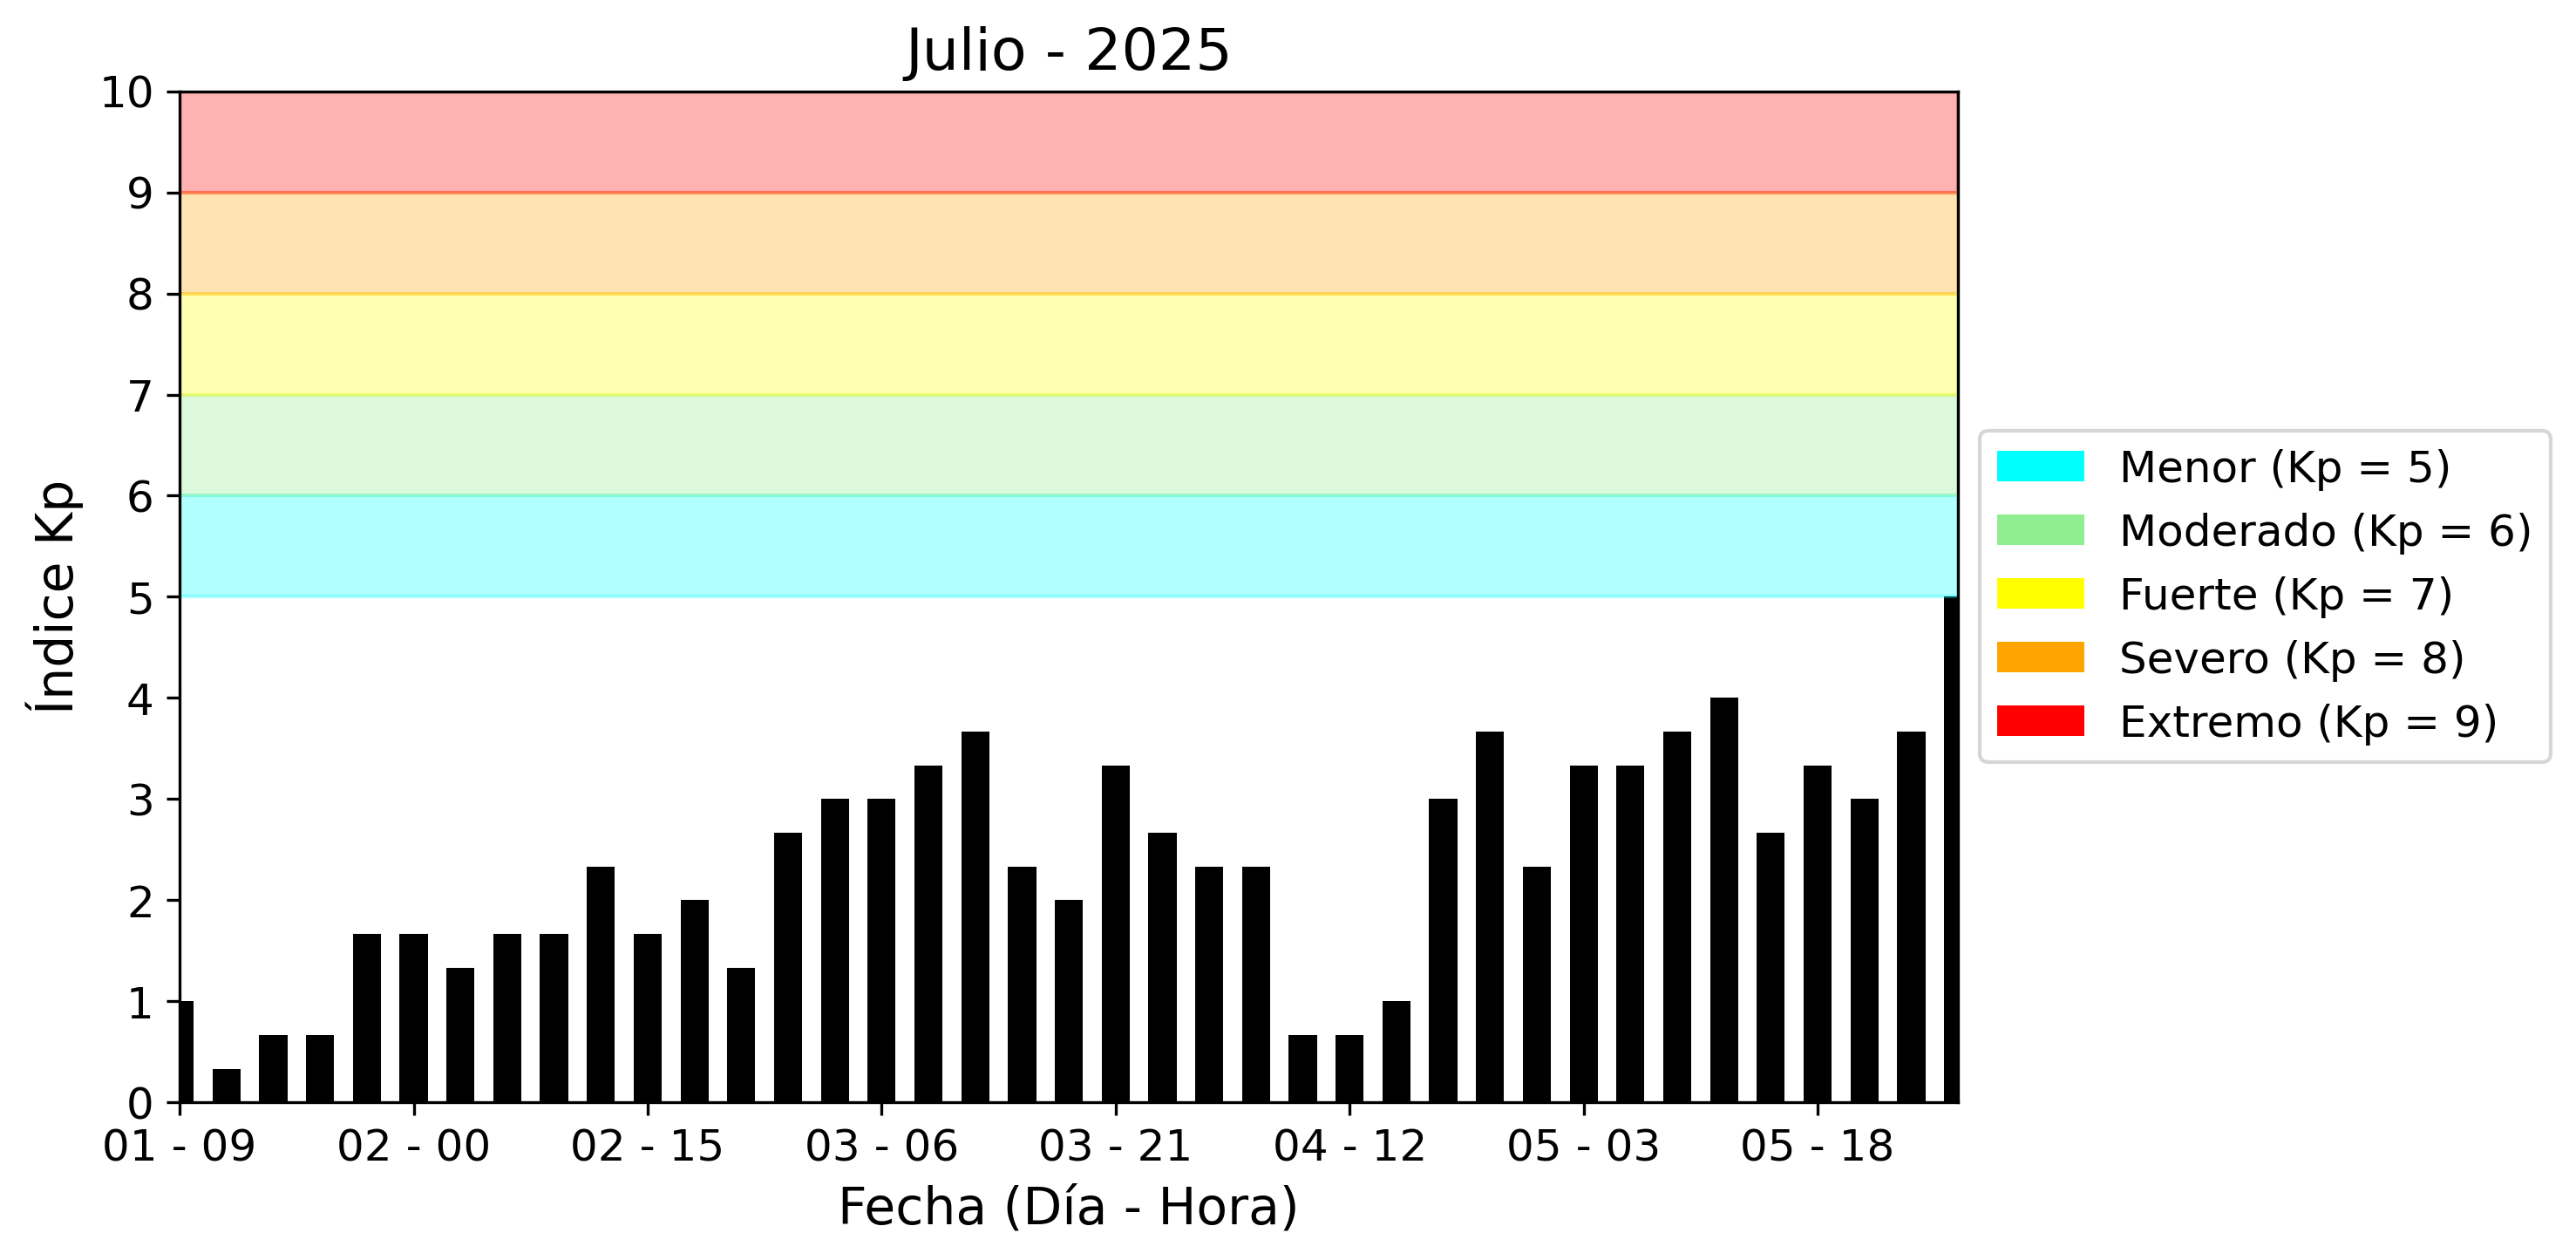 Julio - 2025
10
9
8
7
6
5
4
3
2
1
0
Índice Kp
01 - 09
02 - 00
02 - 15
03 - 06
03 - 21
04 - 12
05 - 03
05 - 18
Fecha (Día - Hora)
Menor (Kp = 5)
Moderado (Kp = 6)
Fuerte (Kp = 7)
Severo (Kp = 8)
Extremo (Kp = 9)